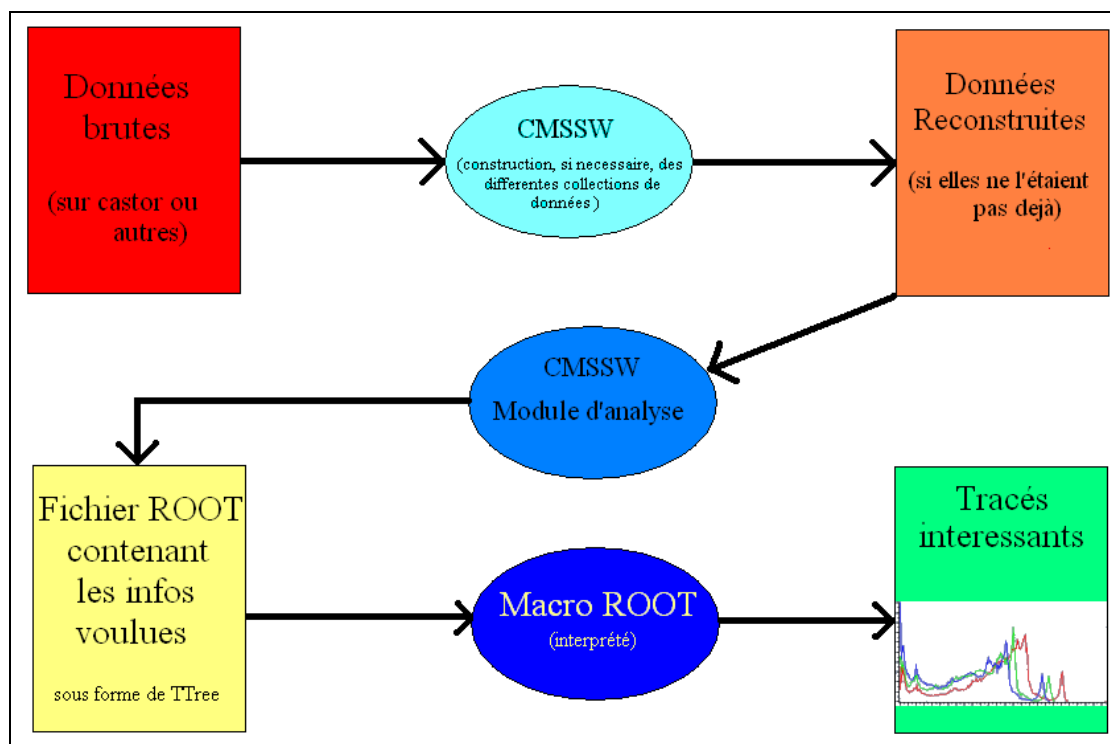 Données
brutes
(sur castor ou
autres)
CMSSW
(construction, si necessaire, des
differentes collections de
données )
Données
Reconstruites
(si elles ne l'étaient
pas dejà)
CMSSW
Module d'analyse
Fichier ROOT
contenant
les infos
voulues
sous forme de TTree
Macro ROOT
(interprété)
Tracés
interessants